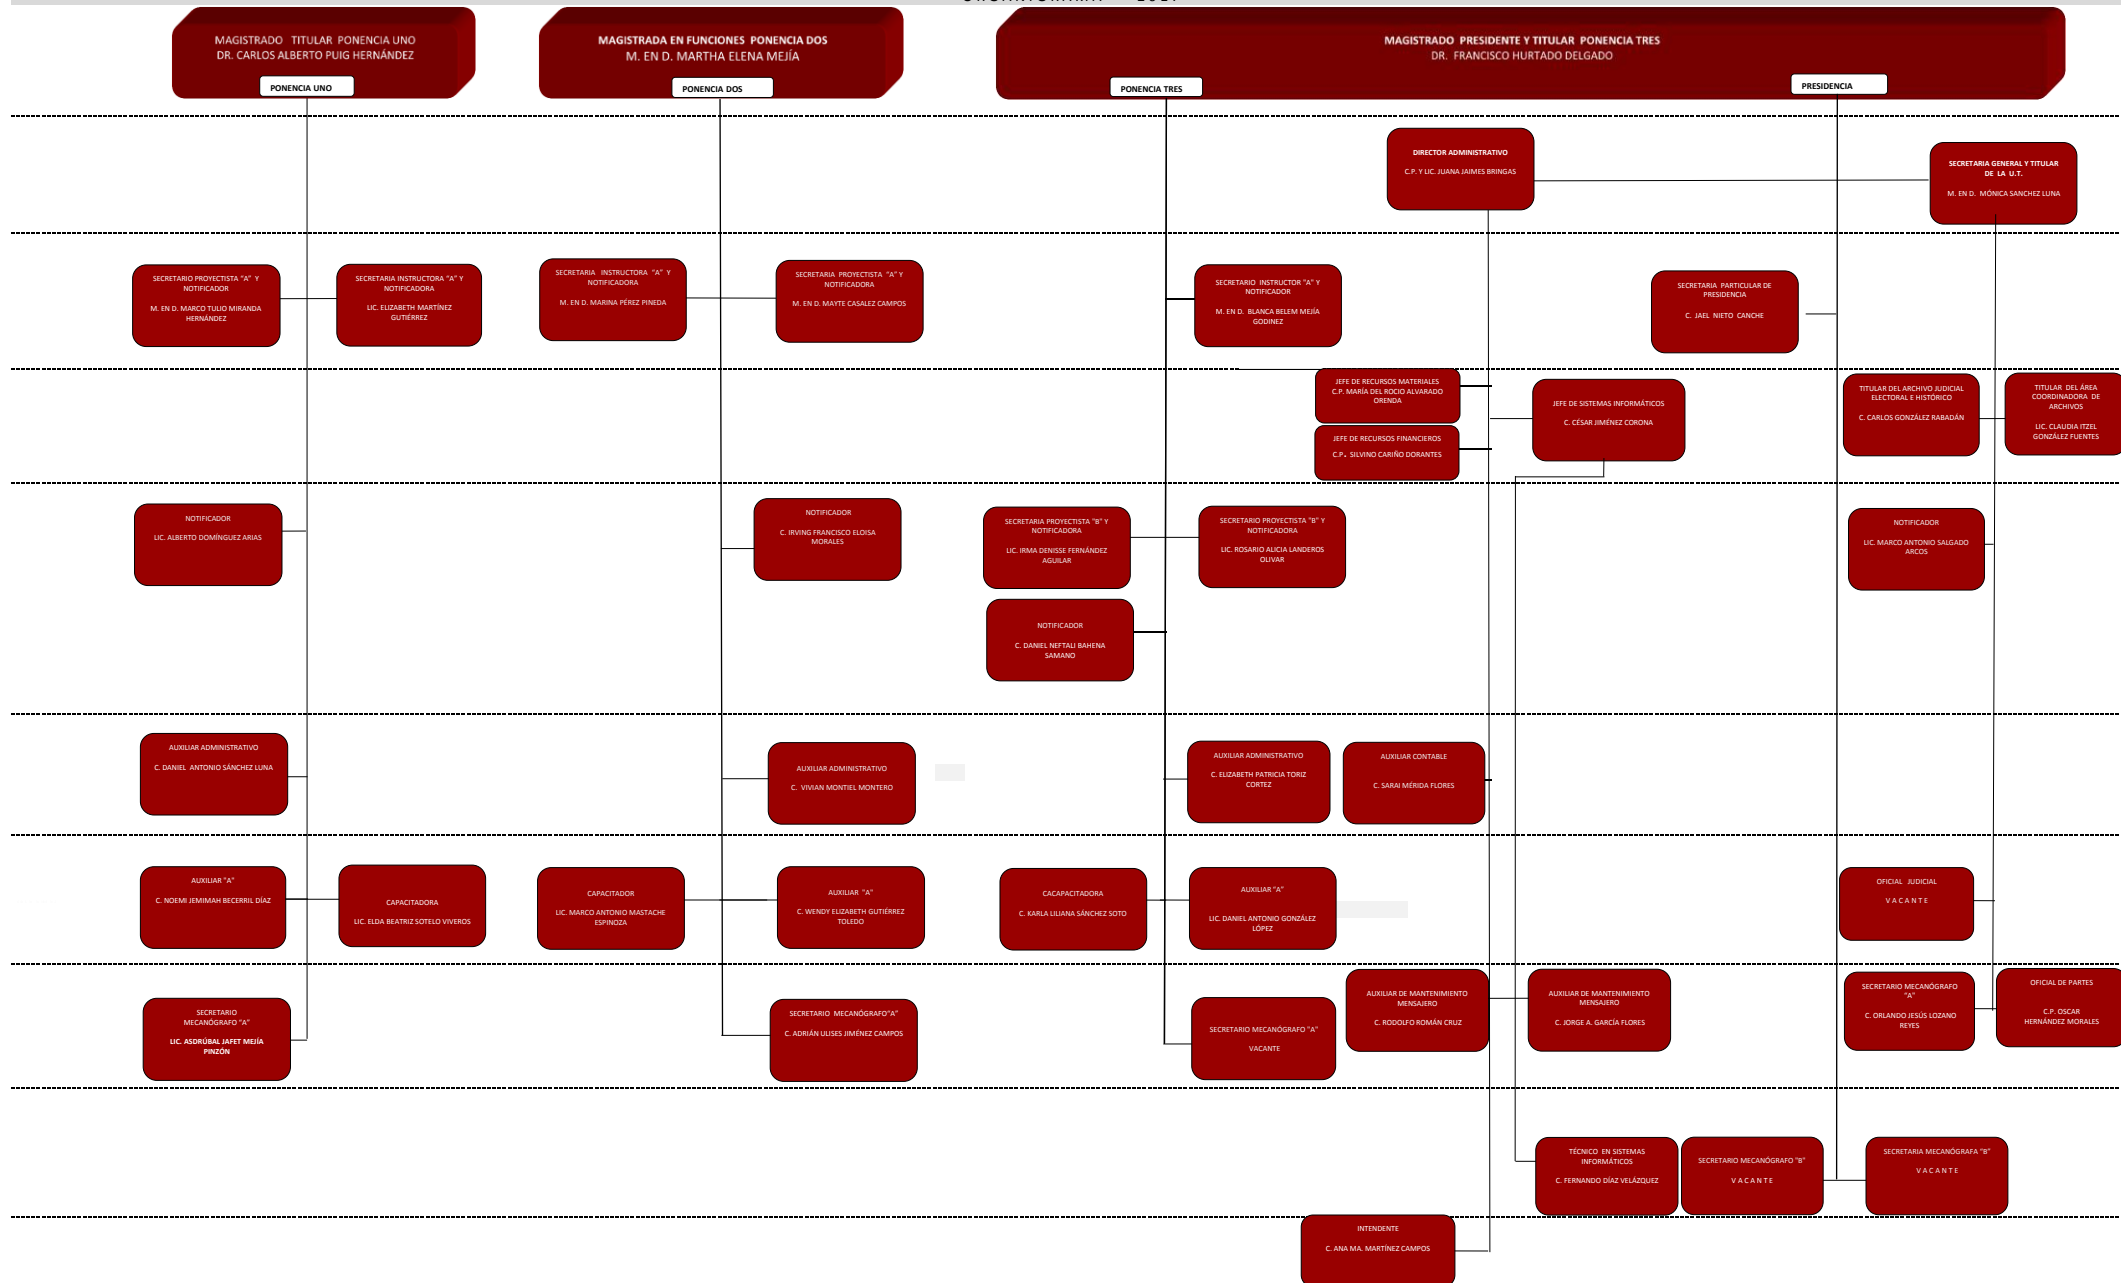 MAGISTRADO TITULAR PONENCIA UNO
DR. CARLOS ALBERTO PUIG HERNÁNDEZ
PONENCIA UNO
MAGISTRADA EN FUNCIONES PONENCIA DOS
M. EN D. MARTHA ELENA MEJÍA
PONENCIA DOS
MAGISTRADO PRESIDENTE Y TITULAR PONENCIA TRES
DR. FRANCISCO HURTADO DELGADO
PONENCIA TRES
PRESIDENCIA
DIRECTOR ADMINISTRATIVO
C.P. Y LIC. JUANA JAIMES BRINGAS
SECRETARIA GENERAL Y TITULAR
DE LA U.T.
M. EN D. MÓNICA SANCHEZ LUNA
SECRETARIO PROYECTISTA "A" Y
NOTIFICADOR
M. EN D. MARCO TULIO MIRANDA
HERNÁNDEZ
SECRETARIA INSTRUCTORA "A" Y
NOTIFICADORA
LIC. ELIZABETH MARTÍNEZ
GUTIÉRREZ
SECRETARIA INSTRUCTORA "A" Y
NOTIFICADORA
M. EN D. MARINA PÉREZ PINEDA
SECRETARIA PROYECTISTA "A" Y
NOTIFICADORA
M. EN D. MAYTE CASALEZ CAMPOS
SECRETARIO INSTRUCTOR "A" Y
NOTIFICADOR
M. EN D. BLANCA BELEM MEJÍA
GODINEZ
SECRETARIA PARTICULAR DE
PRESIDENCIA
C. JAEL NIETO CANCHE
JEFE DE RECURSOS MATERIALES
C.P. MARÍA DEL ROCIO ALVARADO
ORENDA
JEFE DE RECURSOS FINANCIEROS
C.P. SILVINO CARIÑO DORANTES
JEFE DE SISTEMAS INFORMÁTICOS
C. CÉSAR JIMÉNEZ CORONA
TITULAR DEL ARCHIVO JUDICIAL
ELECTORAL E HISTÓRICO
C. CARLOS GONZÁLEZ RABADÁN
TITULAR DEL ÁREA
COORDINADORA DE
ARCHIVOS
LIC. CLAUDIA ITZEL
GONZÁLEZ FUENTES
NOTIFICADOR
LIC. ALBERTO DOMÍNGUEZ ARIAS
NOTIFICADOR
C. IRVING FRANCISCO ELOISA
MORALES
SECRETARIA PROYECTISTA "B" Y
NOTIFICADORA
LIC. IRMA DENISSE FERNÁNDEZ
AGUILAR
SECRETARIO PROYECTISTA "B" Y
NOTIFICADORA
LIC. ROSARIO ALICIA LANDEROS
OLIVAR
NOTIFICADOR
LIC. MARCO ANTONIO SALGADO
ARCOS
NOTIFICADOR
C. DANIEL NEFTALI BAHENA
SAMANO
AUXILIAR ADMINISTRATIVO
C. DANIEL ANTONIO SÁNCHEZ LUNA
AUXILIAR ADMINISTRATIVO
C. VIVIAN MONTIEL MONTERO
AUXILIAR ADMINISTRATIVO
C. ELIZABETH PATRICIA TORIZ
CORTEZ
AUXILIAR CONTABLE
C. SARAI MÉRIDA FLORES
AUXILIAR "A"
C. NOEMI JEMIMAH BECERRIL DÍAZ
CAPACITADORA
LIC. ELDA BEATRIZ SOTELO VIVEROS
CAPACITADOR
LIC. MARCO ANTONIO MASTACHE
ESPINOZA
AUXILIAR "A"
C. WENDY ELIZABETH GUTIÉRREZ
TOLEDO
CACAPACITADORA
C. KARLA LILIANA SÁNCHEZ SOTO
AUXILIAR "A"
LIC. DANIEL ANTONIO GONZÁLEZ
LÓPEZ
OFICIAL JUDICIAL
V A C A N T E
SECRETARIO
MECANÓGRAFO "A"
LIC. ASDRÚBAL JAFET MEJÍA
PINZÓN
SECRETARIO MECANÓGRAFO"A"
C. ADRIÁN ULISES JIMÉNEZ CAMPOS
SECRETARIO MECANÓGRAFO "A"
VACANTE
AUXILIAR DE MANTENIMIENTO
MENSAJERO
C. RODOLFO ROMÁN CRUZ
AUXILIAR DE MANTENIMIENTO
MENSAJERO
C. JORGE A. GARCÍA FLORES
SECRETARIO MECANÓGRAFO
"A"
C. ORLANDO JESÚS LOZANO
REYES
OFICIAL DE PARTES
C.P. OSCAR
HERNÁNDEZ MORALES
TÉCNICO EN SISTEMAS
INFORMÁTICOS
C. FERNANDO DÍAZ VELÁZQUEZ
SECRETARIO MECANÓGRAFO "B"
V A C A N T E
SECRETARIA MECANÓGRAFA "B"
V A C A N T E
INTENDENTE
C. ANA MA. MARTÍNEZ CAMPOS